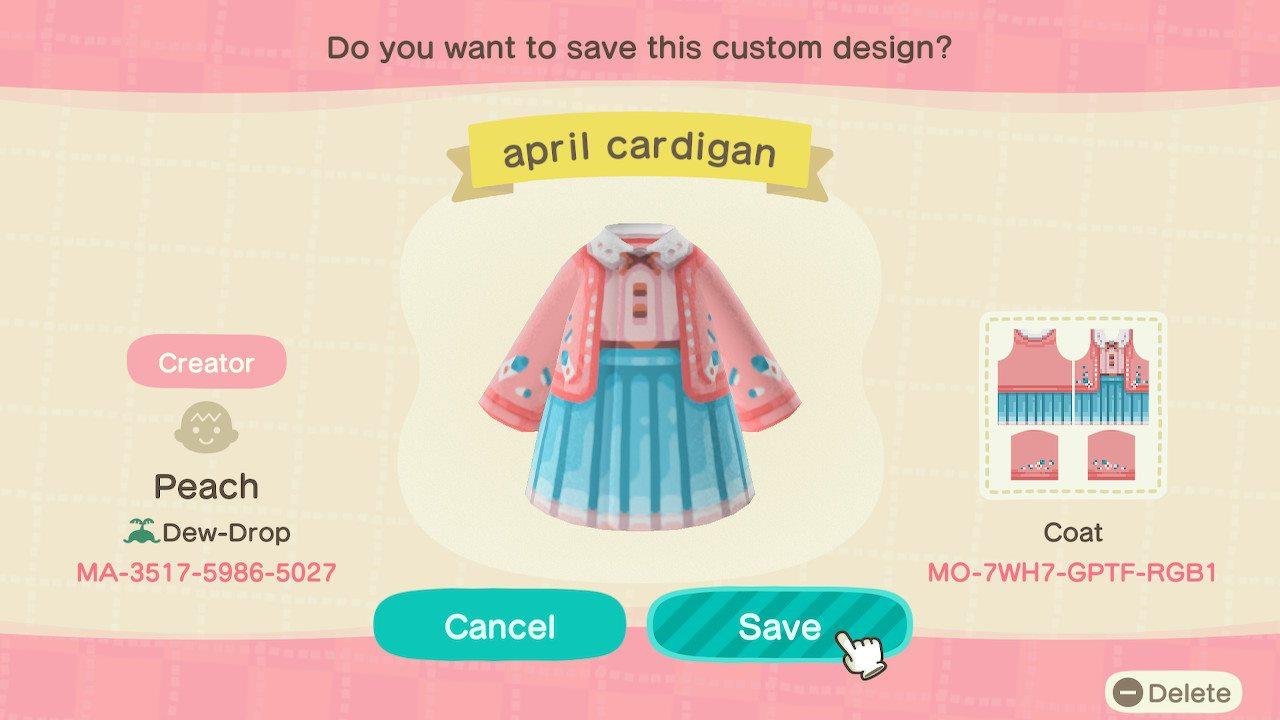 Do you want to save this custom design?
april cardigan
Creator
Peach
Dew-Drop
MA-3517-5986-5027
Coat
MO-7WH7-GPTF-RGB1
Cancel
Save
Delete